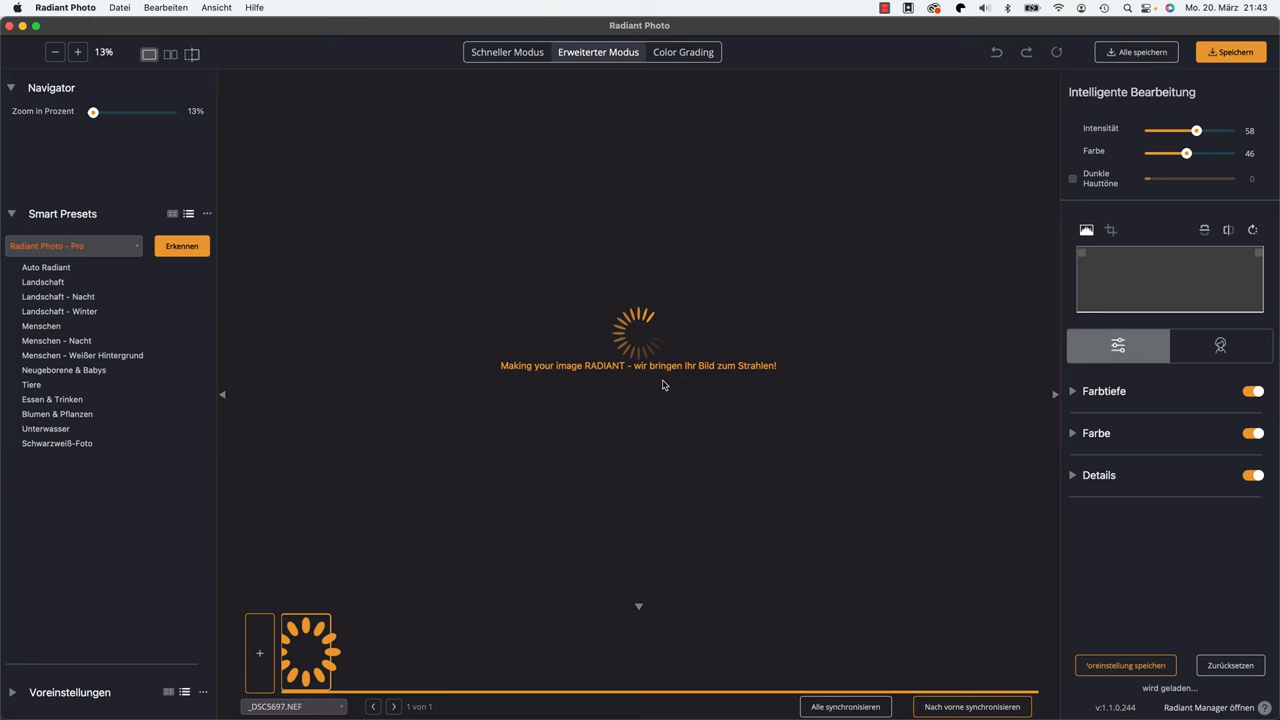 Radiant Photo Datei Bearbeiten Ansicht Hilfe Mo. 20. März 21:43
Radiant Photo
13% Schneller Modus Erweiterter Modus Color Grading Alle speichern Speichern
Navigator
Zoom in Prozent 13%
Smart Presets
Radiant Photo - Pro Erkennen
Auto Radiant
Landschaft
Landschaft - Nacht
Landschaft - Winter
Menschen
Menschen - Nacht
Menschen - Weißer Hintergrund
Neugeborene & Babys
Tiere
Essen & Trinken
Blumen & Pflanzen
Unterwasser
Schwarzweiß-Foto
Voreinstellungen
Making your image RADIANT - wir bringen Ihr Bild zum Strahlen!
_DSC5697.NEF 1 von 1 Alle synchronisieren Nach vorne synchronisieren
Intelligente Bearbeitung
Intensität 58
Farbe 46
Dunkle
Hauttöne 0
Farbtiefe
Farbe
Details
oreinstellung speichern Zurücksetzen
wird geladen...
v:1.1.0.244 Radiant Manager öffnen ?